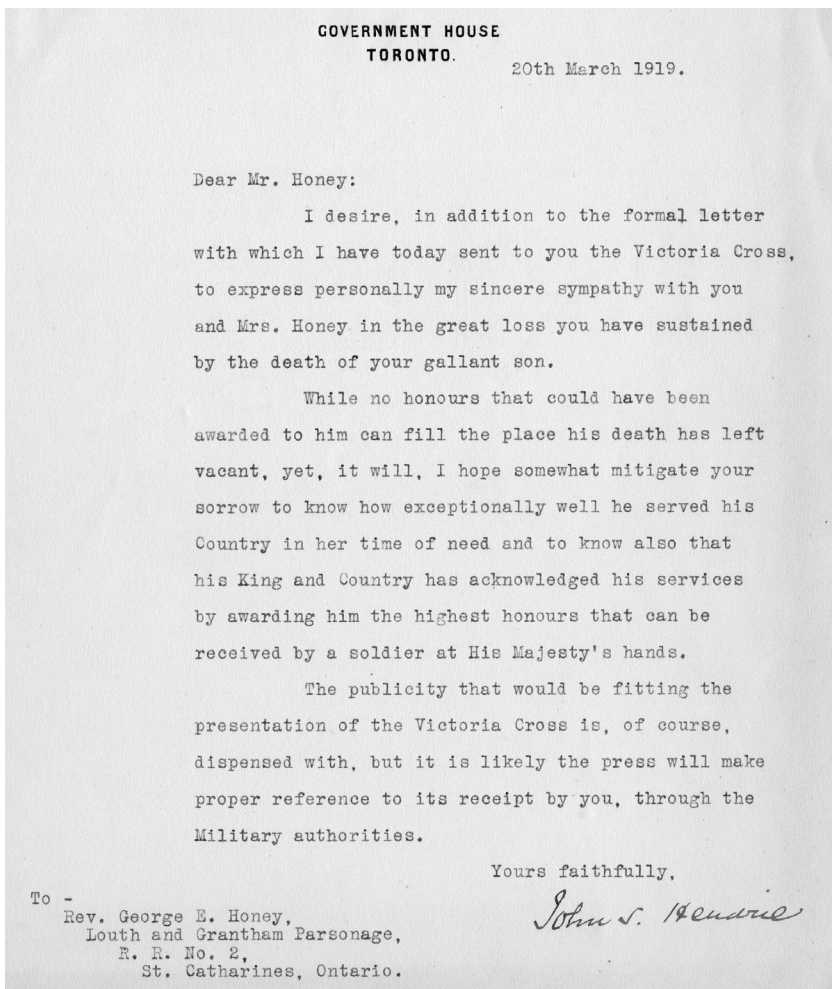 GOVERNMENT HOUSE
TORONTO.
20th March 1919.
Dear Mr. Honey:
I desire, in addition to the formal letter
with which I have today sent to you the Victoria Cross,
to express personally my sincere sympathy with you
and Mrs. Honey in the great loss you have sustained
by the death of your gallant son.
While no honours that could have been
awarded to him can fill the place his death has left
vacant, yet, it will, I hope somewhat mitigate your
sorrow to know how exceptionally well he served his
Country in her time of need and to know also that
his King and Country has acknowledged his services
by awarding him the highest honours that can be
received by a soldier at His Majesty's hands.
The publicity that would be fitting the
presentation of the Victoria Cross is, of course,
dispensed with, but it is likely the press will make
proper reference to its receipt by you, through the
Military authorities.
Yours faithfully,
John S. Hendrie
To -
Rev. George E. Honey,
Louth and Grantham Parsonage,
R. R. No. 2,
St. Catharines, Ontario.